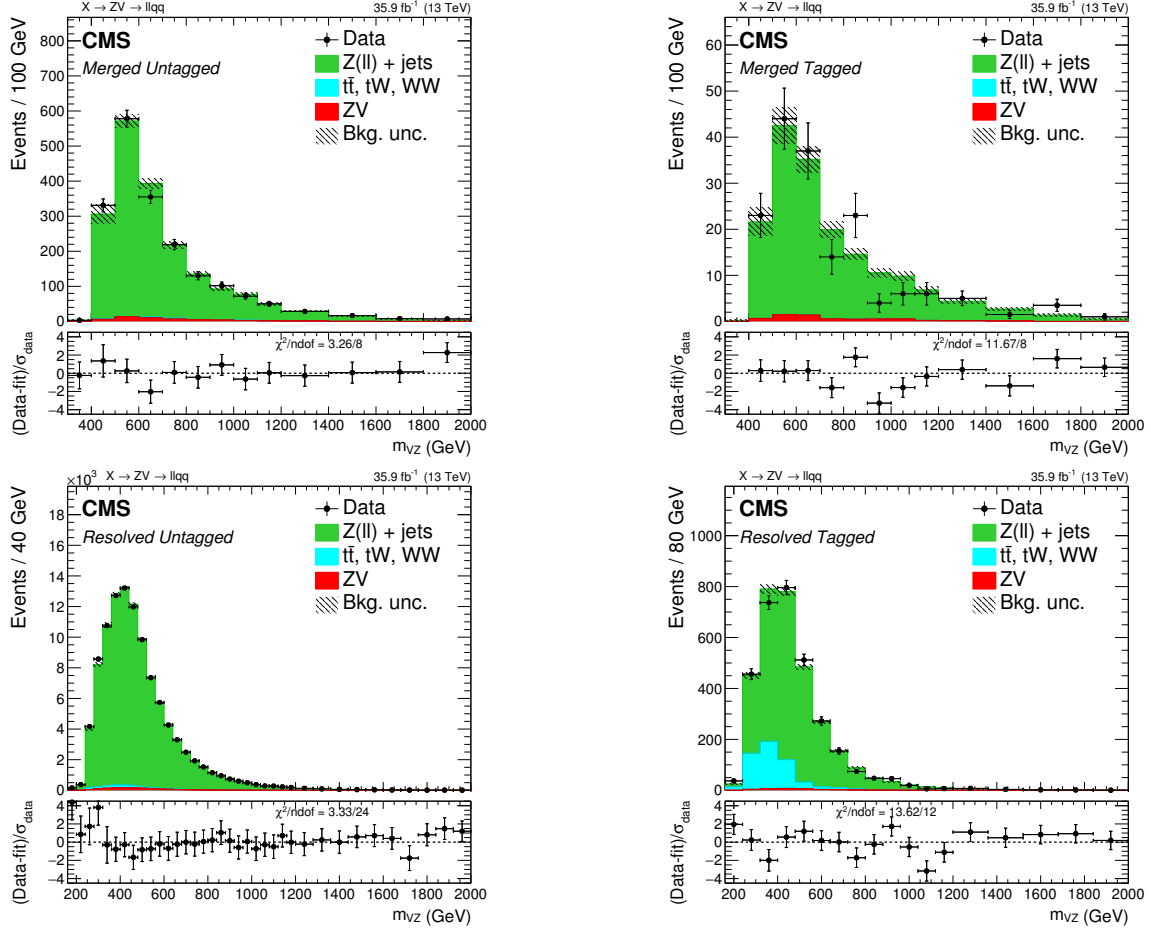 X → ZV → llqq 35.9 fb⁻¹ (13 TeV)
CMS
Merged Untagged
Data
Z(ll) + jets
tt̄, tW, WW
ZV
Bkg. unc.
Events / 100 GeV
800
700
600
500
400
300
200
100
0
χ²/ndof = 3.26/8
(Data-fit)/σdata
4
2
0
−2
−4
400 600 800 1000 1200 1400 1600 1800 2000
mVZ (GeV)
X → ZV → llqq 35.9 fb⁻¹ (13 TeV)
CMS
Merged Tagged
Data
Z(ll) + jets
tt̄, tW, WW
ZV
Bkg. unc.
Events / 100 GeV
60
50
40
30
20
10
0
χ²/ndof = 11.67/8
(Data-fit)/σdata
4
2
0
−2
−4
400 600 800 1000 1200 1400 1600 1800 2000
mVZ (GeV)
×10³ X → ZV → llqq 35.9 fb⁻¹ (13 TeV)
CMS
Resolved Untagged
Data
Z(ll) + jets
tt̄, tW, WW
ZV
Bkg. unc.
Events / 40 GeV
18
16
14
12
10
8
6
4
2
0
χ²/ndof = 3.33/24
(Data-fit)/σdata
4
2
0
−2
−4
200 400 600 800 1000 1200 1400 1600 1800 2000
mVZ (GeV)
X → ZV → llqq 35.9 fb⁻¹ (13 TeV)
CMS
Resolved Tagged
Data
Z(ll) + jets
tt̄, tW, WW
ZV
Bkg. unc.
Events / 80 GeV
1000
800
600
400
200
0
χ²/ndof = 13.62/12
(Data-fit)/σdata
4
2
0
−2
−4
200 400 600 800 1000 1200 1400 1600 1800 2000
mVZ (GeV)